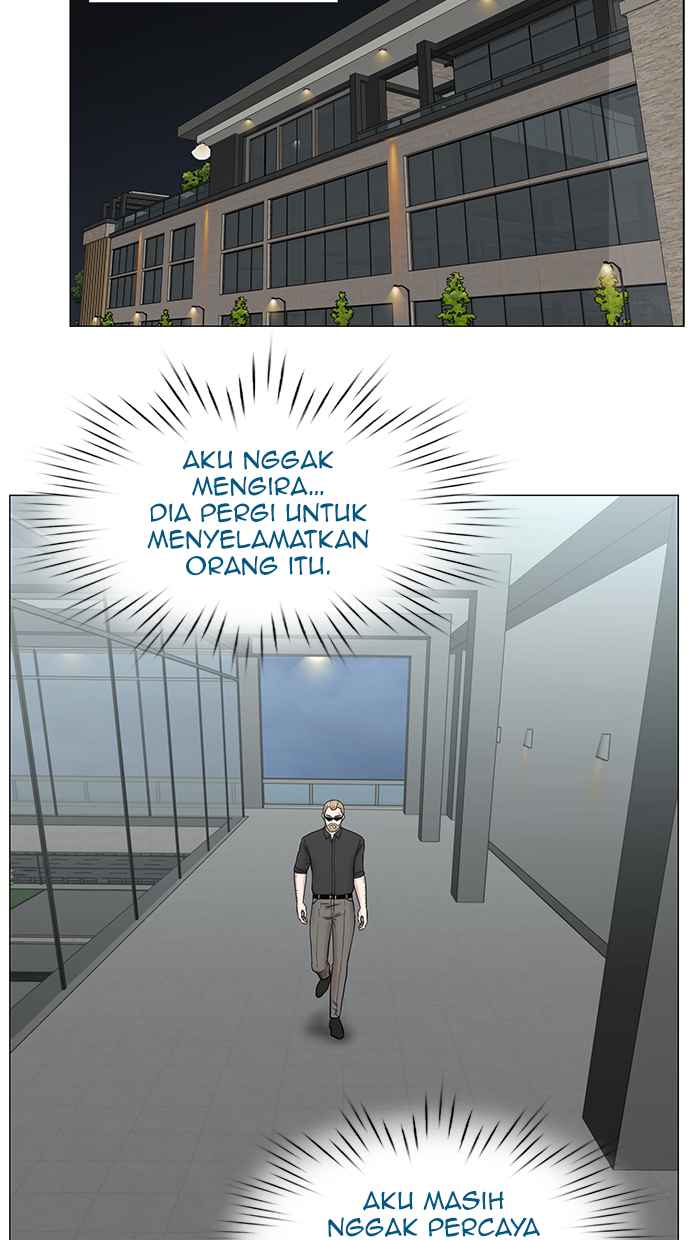 AKU NGGAK
MENGIRA...
DIA PERGI UNTUK
MENYELAMATKAN
ORANG ITU.
AKU MASIH
NGGAK PERCAYA